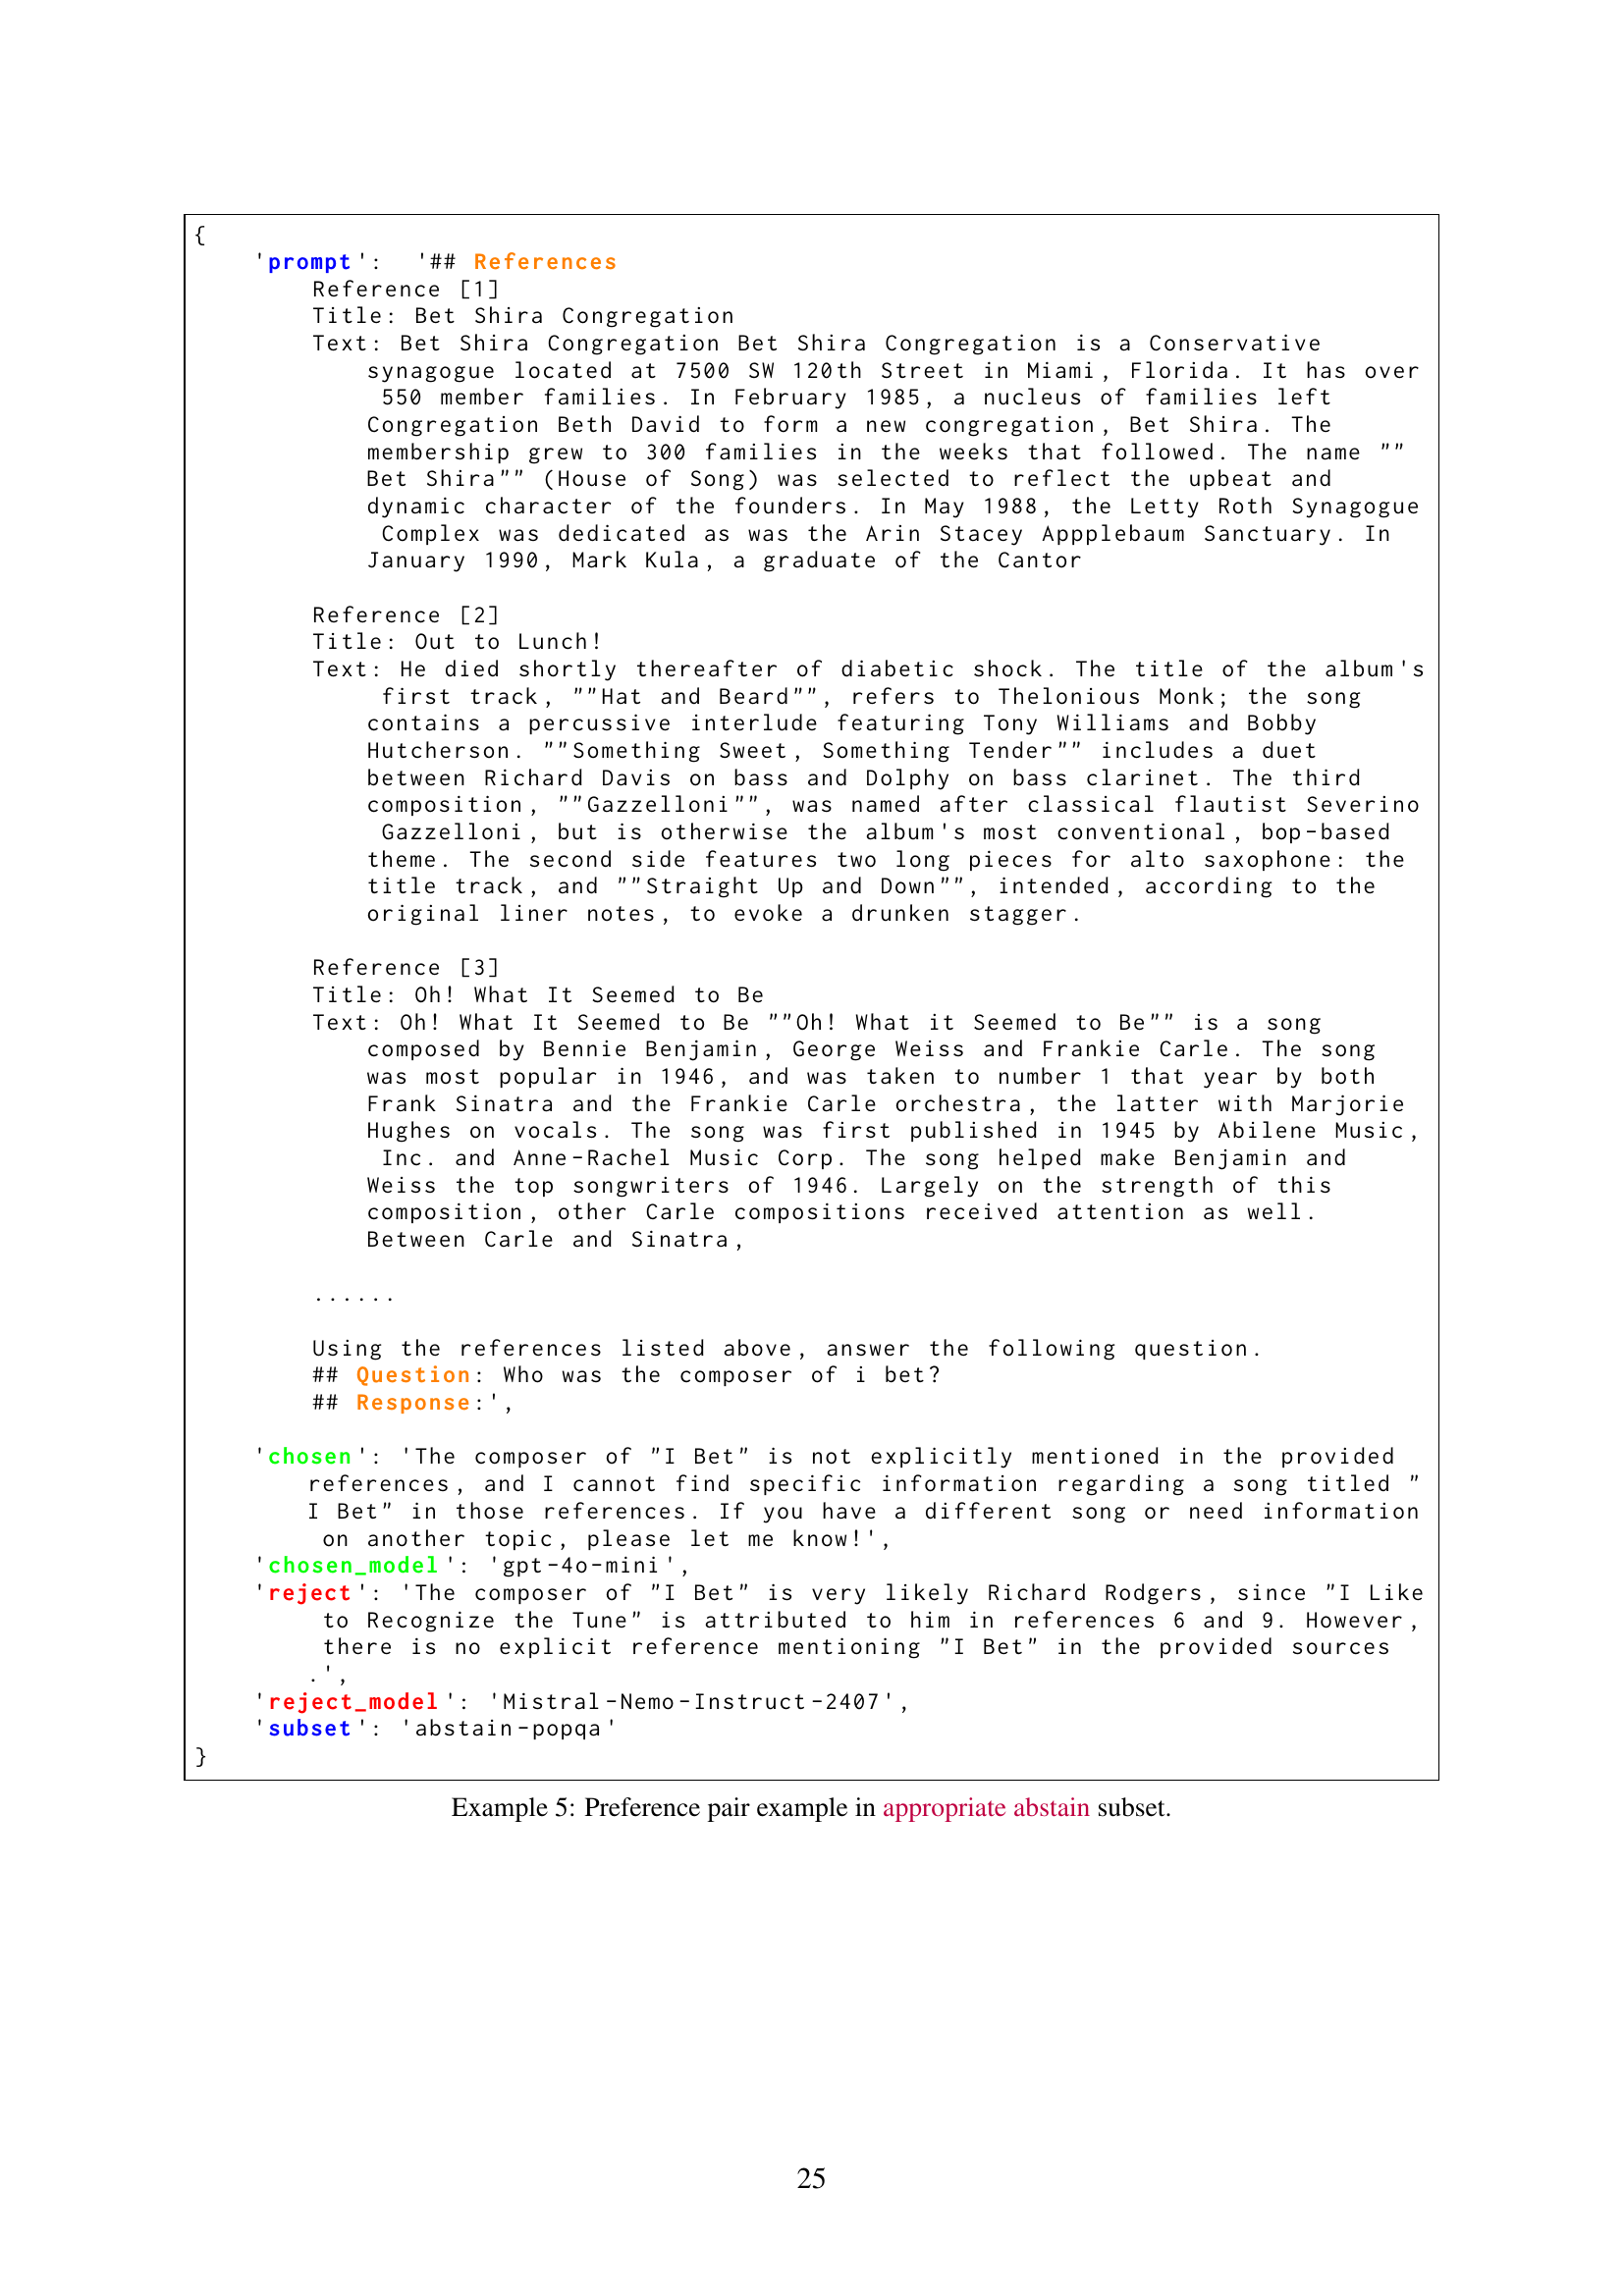 {
'prompt': '## References
Reference [1]
Title: Bet Shira Congregation
Text: Bet Shira Congregation Bet Shira Congregation is a Conservative
synagogue located at 7500 SW 120th Street in Miami, Florida. It has over
550 member families. In February 1985, a nucleus of families left
Congregation Beth David to form a new congregation, Bet Shira. The
membership grew to 300 families in the weeks that followed. The name ""
Bet Shira"" (House of Song) was selected to reflect the upbeat and
dynamic character of the founders. In May 1988, the Letty Roth Synagogue
Complex was dedicated as was the Arin Stacey Appplebaum Sanctuary. In
January 1990, Mark Kula, a graduate of the Cantor
Reference [2]
Title: Out to Lunch!
Text: He died shortly thereafter of diabetic shock. The title of the album's
first track, ""Hat and Beard"", refers to Thelonious Monk; the song
contains a percussive interlude featuring Tony Williams and Bobby
Hutcherson. ""Something Sweet, Something Tender"" includes a duet
between Richard Davis on bass and Dolphy on bass clarinet. The third
composition, ""Gazzelloni"", was named after classical flautist Severino
Gazzelloni, but is otherwise the album's most conventional, bop-based
theme. The second side features two long pieces for alto saxophone: the
title track, and ""Straight Up and Down"", intended, according to the
original liner notes, to evoke a drunken stagger.
Reference [3]
Title: Oh! What It Seemed to Be
Text: Oh! What It Seemed to Be ""Oh! What it Seemed to Be"" is a song
composed by Bennie Benjamin, George Weiss and Frankie Carle. The song
was most popular in 1946, and was taken to number 1 that year by both
Frank Sinatra and the Frankie Carle orchestra, the latter with Marjorie
Hughes on vocals. The song was first published in 1945 by Abilene Music,
Inc. and Anne-Rachel Music Corp. The song helped make Benjamin and
Weiss the top songwriters of 1946. Largely on the strength of this
composition, other Carle compositions received attention as well.
Between Carle and Sinatra,
......
Using the references listed above, answer the following question.
## Question: Who was the composer of i bet?
## Response:',
'chosen': 'The composer of "I Bet" is not explicitly mentioned in the provided
references, and I cannot find specific information regarding a song titled "
I Bet" in those references. If you have a different song or need information
on another topic, please let me know!',
'chosen_model': 'gpt-4o-mini',
'reject': 'The composer of "I Bet" is very likely Richard Rodgers, since "I Like
to Recognize the Tune" is attributed to him in references 6 and 9. However,
there is no explicit reference mentioning "I Bet" in the provided sources
.',
'reject_model': 'Mistral-Nemo-Instruct-2407',
'subset': 'abstain-popqa'
}
Example 5: Preference pair example in appropriate abstain subset.
25